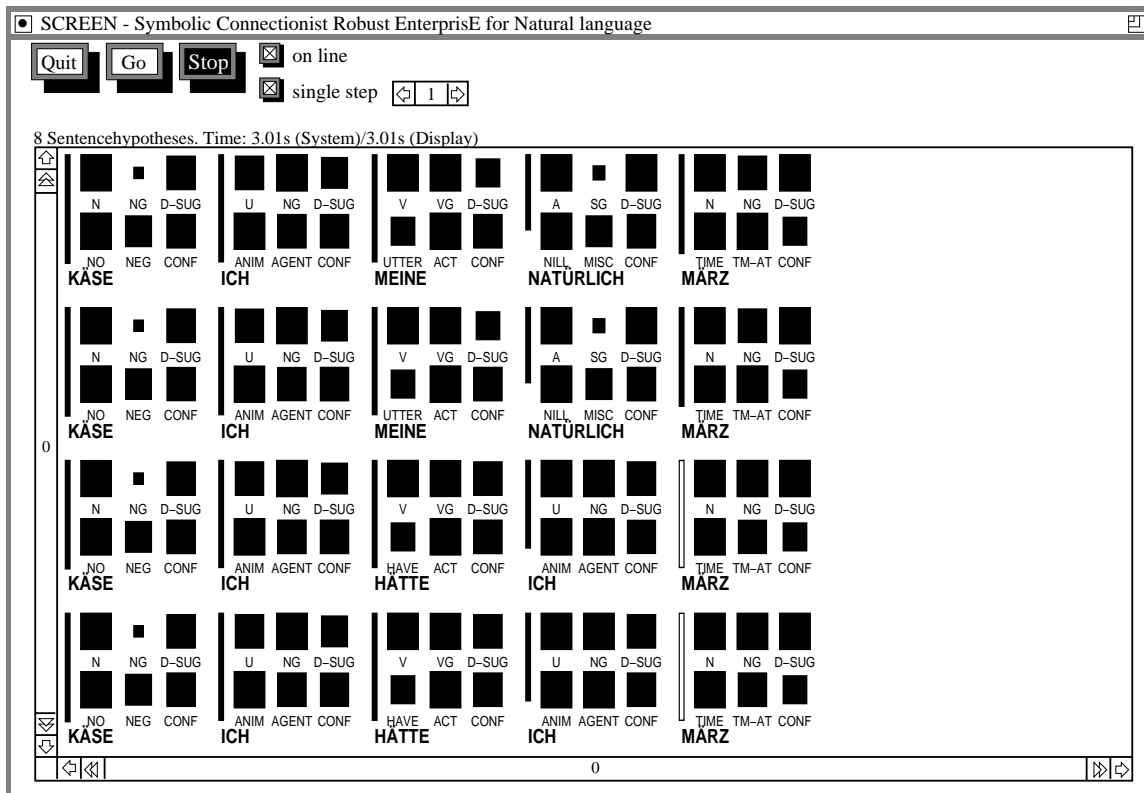 SCREEN - Symbolic Connectionist Robust EnterprisE for Natural language
Quit Go Stop on line
single step 1
8 Sentencehypotheses. Time: 3.01s (System)/3.01s (Display)
N NG D–SUG U NG D–SUG V VG D–SUG A SG D–SUG N NG D–SUG
NO NEG CONF ANIM AGENT CONF UTTER ACT CONF NILL MISC CONF TIME TM–AT CONF
KÄSE ICH MEINE NATÜRLICH MÄRZ
N NG D–SUG U NG D–SUG V VG D–SUG A SG D–SUG N NG D–SUG
NO NEG CONF ANIM AGENT CONF UTTER ACT CONF NILL MISC CONF TIME TM–AT CONF
KÄSE ICH MEINE NATÜRLICH MÄRZ
0
N NG D–SUG U NG D–SUG V VG D–SUG U NG D–SUG N NG D–SUG
NO NEG CONF ANIM AGENT CONF HAVE ACT CONF ANIM AGENT CONF TIME TM–AT CONF
KÄSE ICH HÄTTE ICH MÄRZ
N NG D–SUG U NG D–SUG V VG D–SUG U NG D–SUG N NG D–SUG
NO NEG CONF ANIM AGENT CONF HAVE ACT CONF ANIM AGENT CONF TIME TM–AT CONF
KÄSE ICH HÄTTE ICH MÄRZ
0